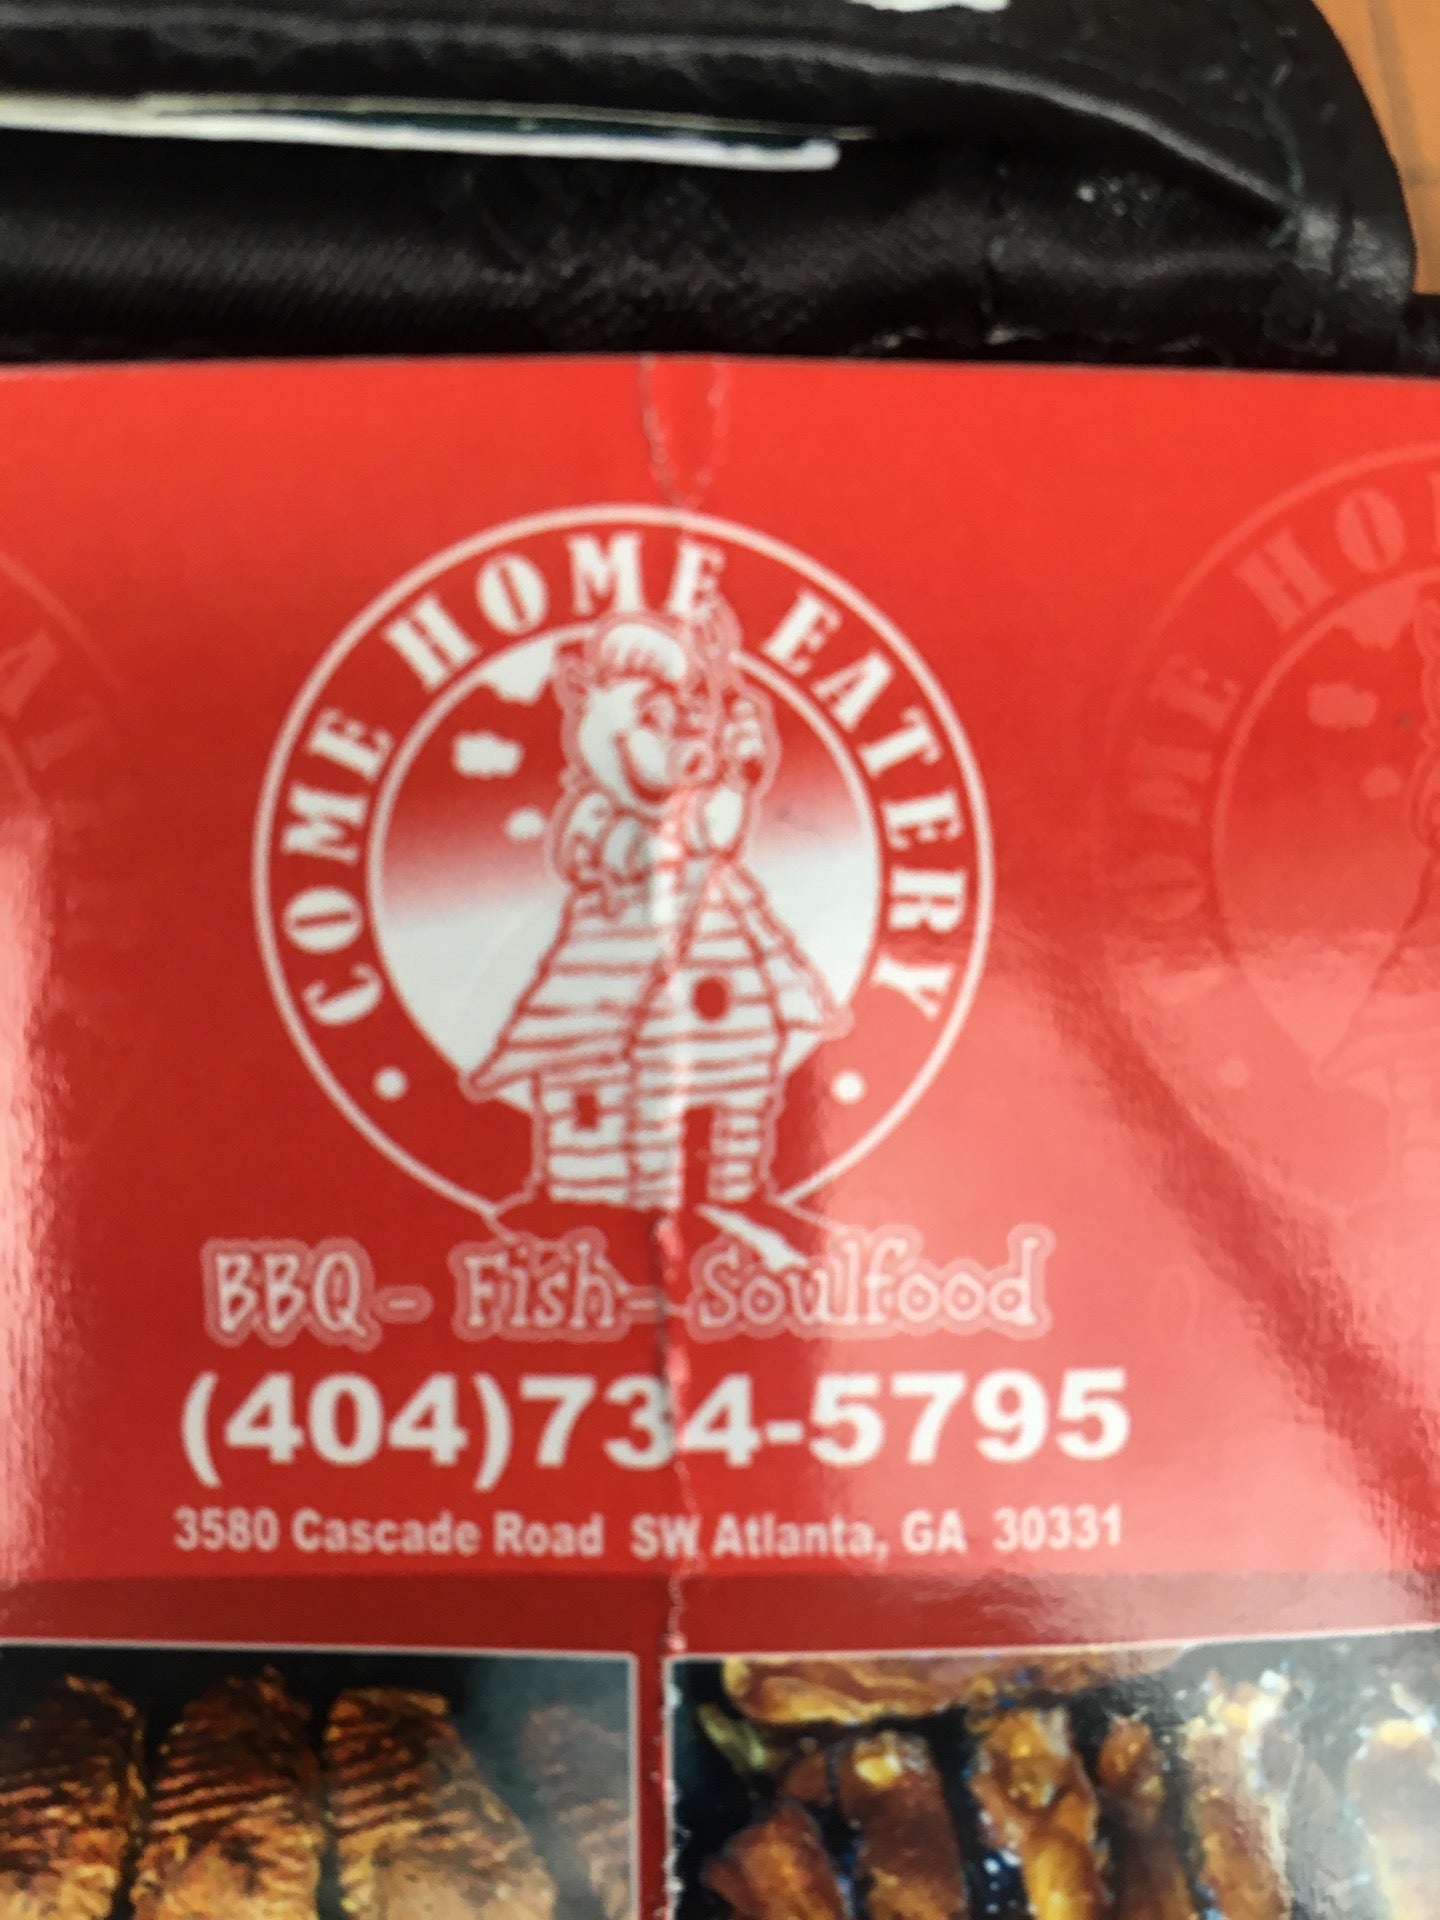 COME HOME EATERY
BBQ - Fish - Soulfood
(404)734-5795
3580 Cascade Road SW Atlanta, GA 30331